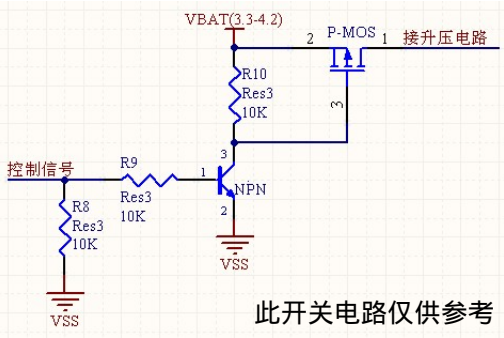 VBAT(3.3-4.2)
P-MOS
2
1
接升压电路
R10
Res3
10K
3
3
控制信号
R9
1
NPN
Res3
10K
R8
Res3
10K
2
VSS
VSS
此开关电路仅供参考